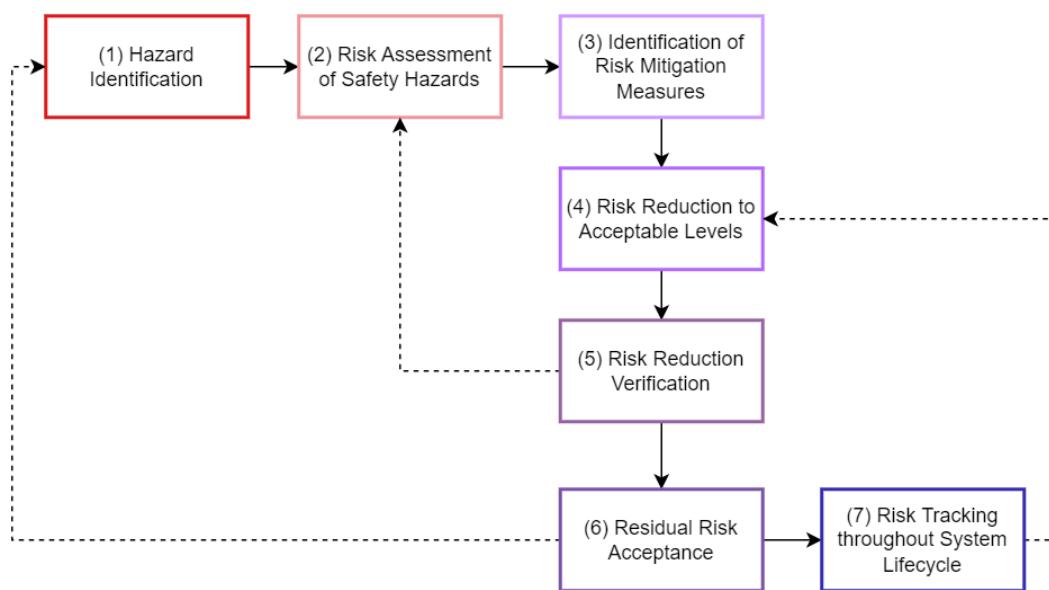 (1) Hazard
Identification
(2) Risk Assessment
of Safety Hazards
(3) Identification of
Risk Mitigation
Measures
(4) Risk Reduction to
Acceptable Levels
(5) Risk Reduction
Verification
(6) Residual Risk
Acceptance
(7) Risk Tracking
throughout System
Lifecycle